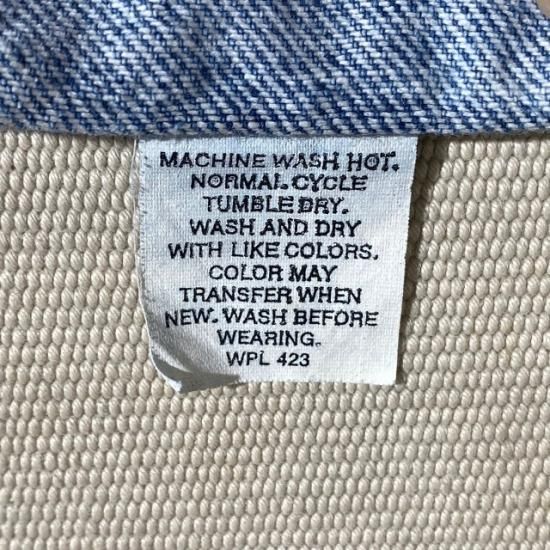 MACHINE WASH HOT.
NORMAL CYCLE
TUMBLE DRY.
WASH AND DRY
WITH LIKE COLORS.
COLOR MAY
TRANSFER WHEN
NEW. WASH BEFORE
WEARING.
WPL 423